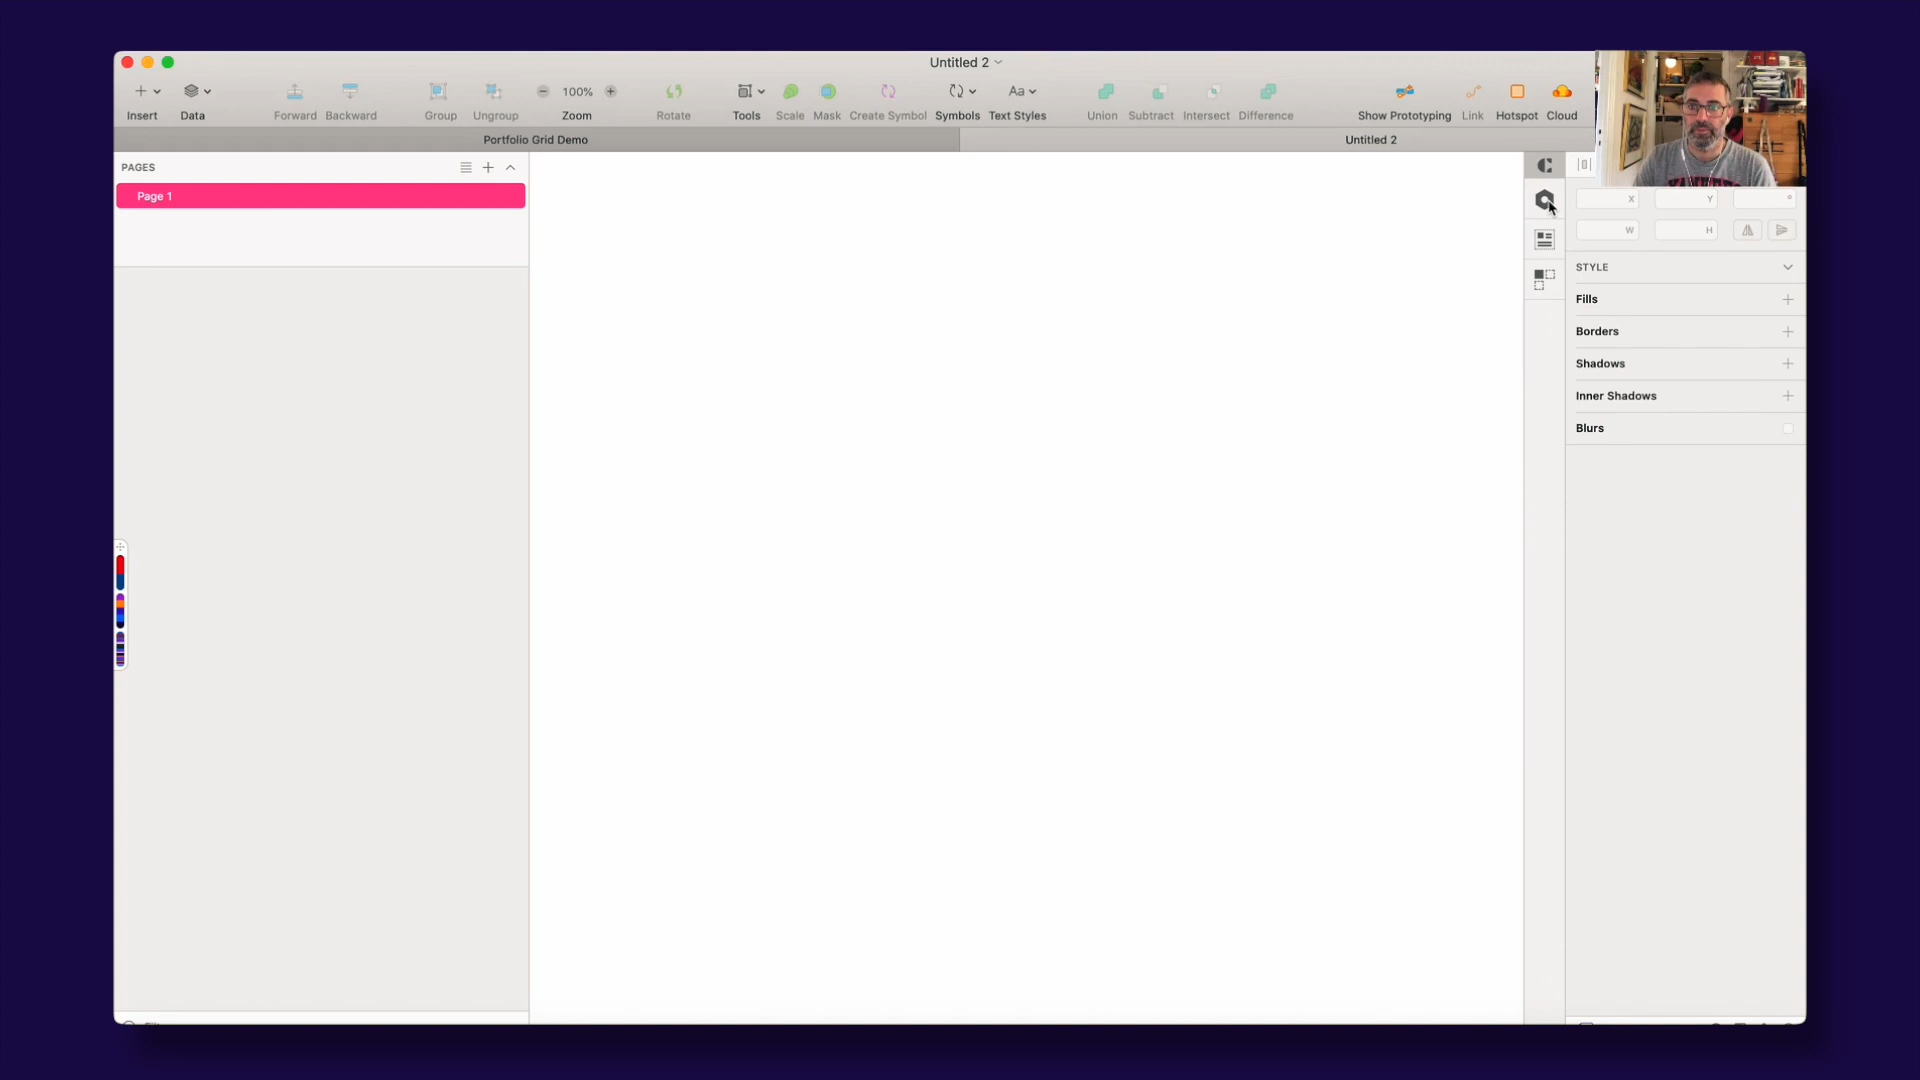 Untitled 2
100%
Aa
Insert Data Forward Backward Group Ungroup Zoom Rotate Tools Scale Mask Create Symbol Symbols Text Styles Union Subtract Intersect Difference Show Prototyping Link Hotspot Cloud
Portfolio Grid Demo Untitled 2
PAGES
Page 1
X Y °
W H
STYLE
Fills
Borders
Shadows
Inner Shadows
Blurs